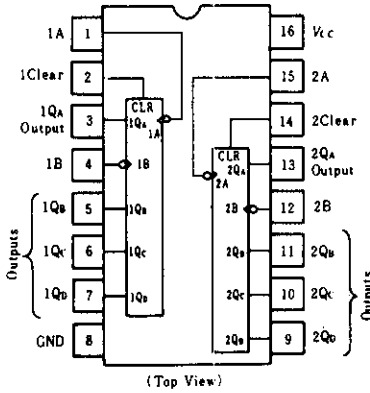 1A 1 16 Vcc
1Clear 2 15 2A
1QA Output 3 14 2Clear
1B 4 13 2QA Output
1QB 5 12 2B
1QC 6 11 2QB
1QD 7 10 2QC
GND 8 9 2QD
Outputs
Outputs
CLR
1QA
1A
1B
1QB
1QC
1QD
CLR
2QA
2A
2B
2QB
2QC
2QD
(Top View)